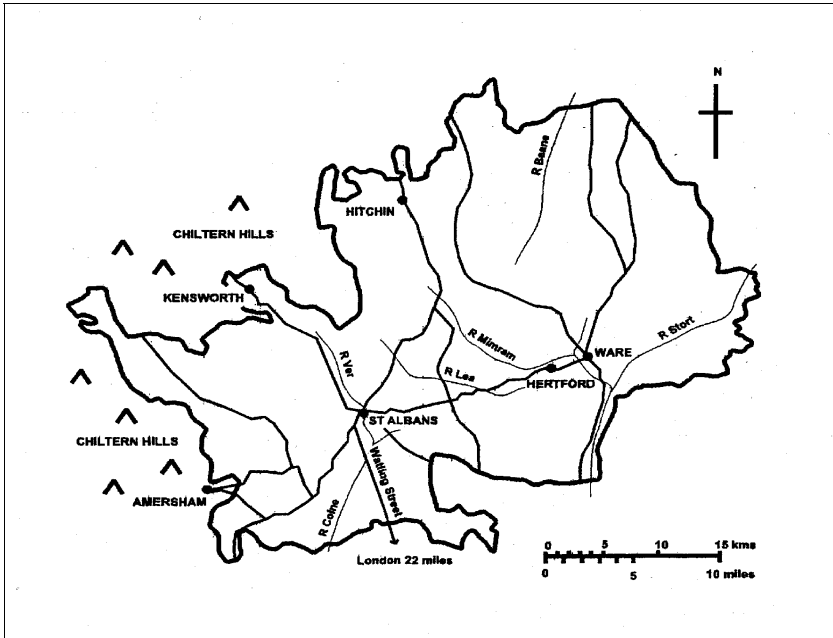 N
R Beane
HITCHIN
CHILTERN HILLS
KENSWORTH
R Mimram
R Stort
R Ver
WARE
R Lea
HERTFORD
ST ALBANS
CHILTERN HILLS
Watling Street
AMERSHAM
R Colne
London 22 miles
0 5 10 15 kms
0 5 10 miles